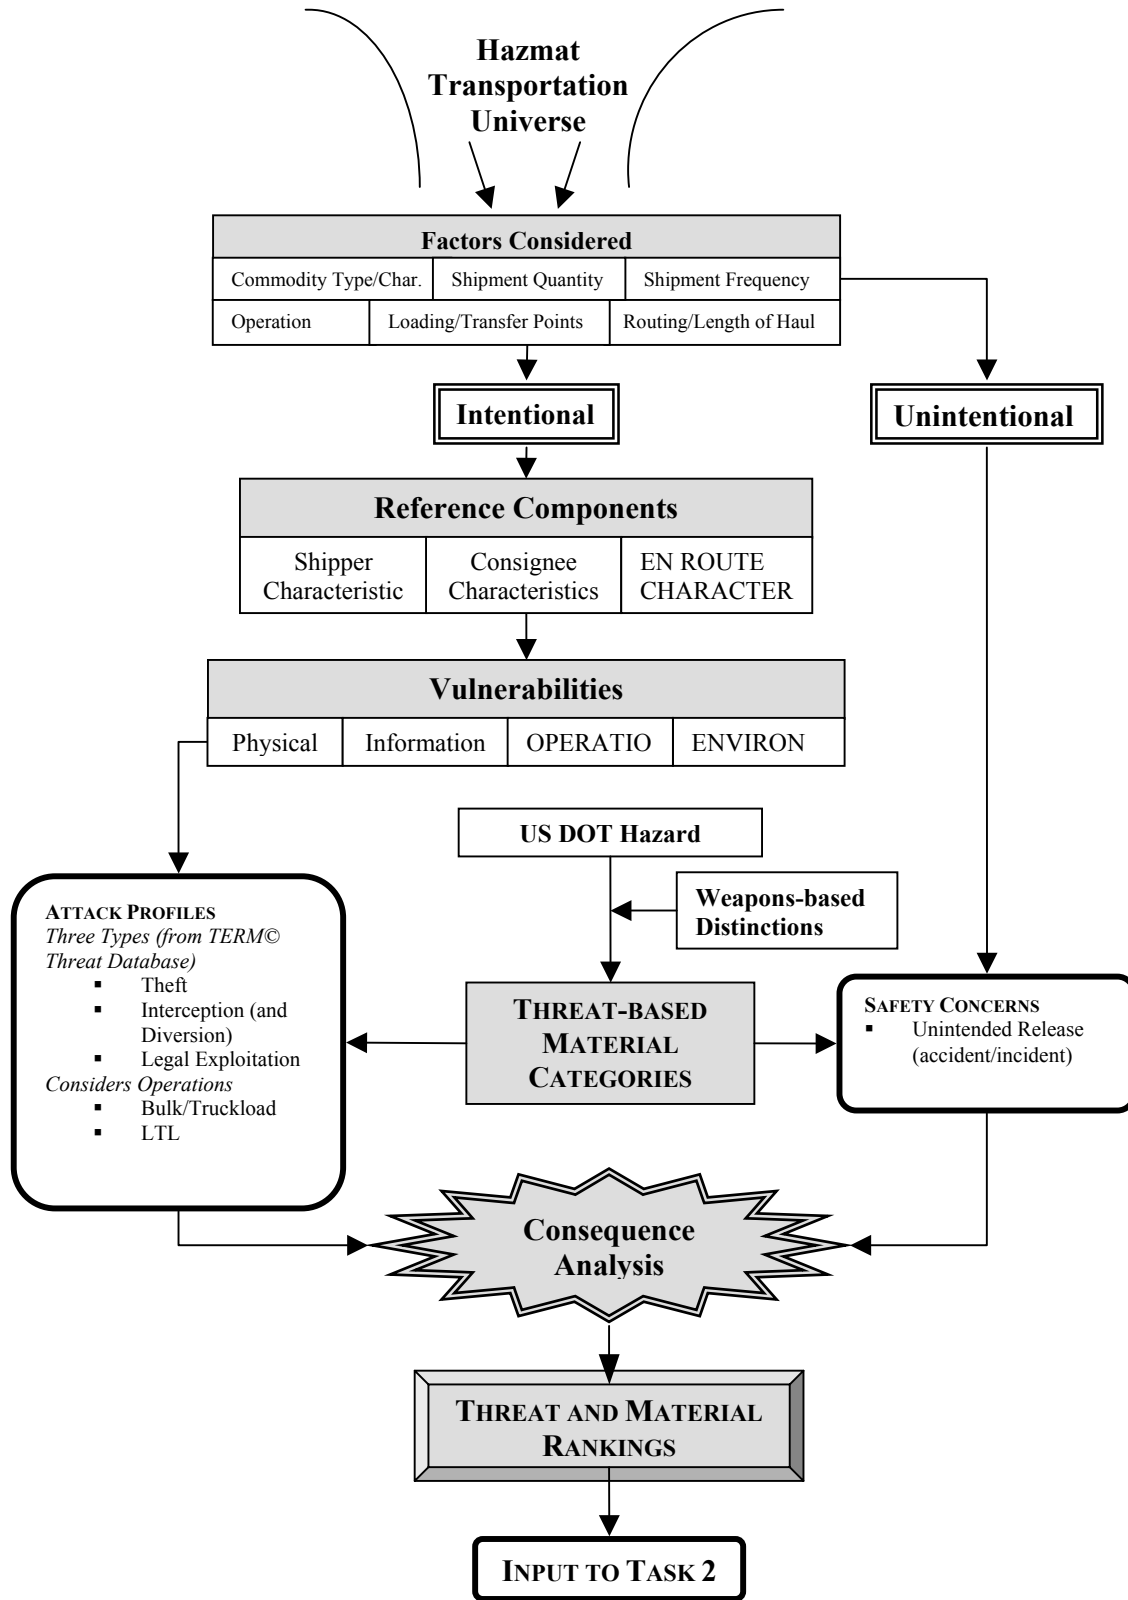 Hazmat
Transportation
Universe
Factors Considered
Commodity Type/Char.
Shipment Quantity
Shipment Frequency
Operation
Loading/Transfer Points
Routing/Length of Haul
Intentional
Unintentional
Reference Components
Shipper
Characteristic
Consignee
Characteristics
EN ROUTE
CHARACTER
Vulnerabilities
Physical
Information
OPERATIO
ENVIRON
US DOT Hazard
Weapons-based
Distinctions
ATTACK PROFILES
Three Types (from TERM©
Threat Database)
▪ Theft
▪ Interception (and
Diversion)
▪ Legal Exploitation
Considers Operations
▪ Bulk/Truckload
▪ LTL
THREAT-BASED
MATERIAL
CATEGORIES
SAFETY CONCERNS
▪ Unintended Release
(accident/incident)
Consequence
Analysis
THREAT AND MATERIAL
RANKINGS
INPUT TO TASK 2